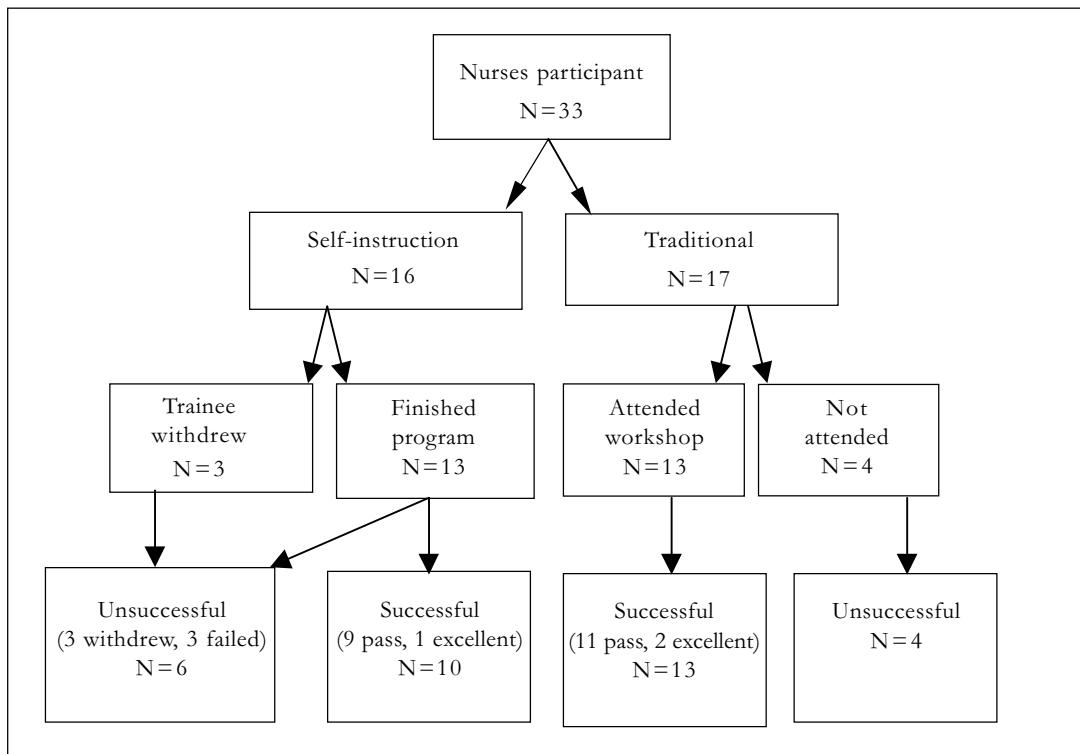 Nurses participant
N=33
Self-instruction
N=16
Traditional
N=17
Trainee
withdrew
N=3
Finished
program
N=13
Attended
workshop
N=13
Not
attended
N=4
Unsuccessful
(3 withdrew, 3 failed)
N=6
Successful
(9 pass, 1 excellent)
N=10
Successful
(11 pass, 2 excellent)
N=13
Unsuccessful
N=4